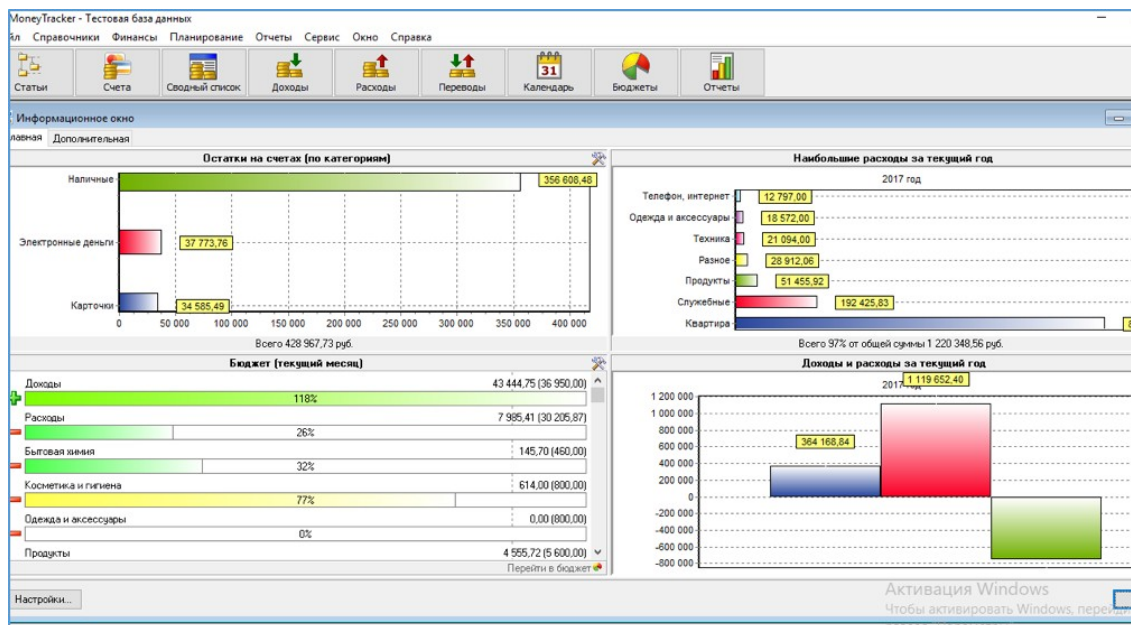 MoneyTracker - Тестовая база данных
йл Справочники Финансы Планирование Отчеты Сервис Окно Справка
Статьи Счета Сводный список Доходы Расходы Переводы Календарь Бюджеты Отчеты
31
Информационное окно
лавная Дополнительная
Остатки на счетах (по категориям)
Наличные 356 608,48
Электронные деньги 37 773,76
Карточки 34 585,49
0 50 000 100 000 150 000 200 000 250 000 300 000 350 000 400 000
Всего 428 967,73 руб.
Наибольшие расходы за текущий год
2017 год
Телефон, интернет 12 797,00
Одежда и аксессуары 18 572,00
Техника 21 094,00
Разное 28 912,06
Продукты 51 455,92
Служебные 192 425,83
Квартира 8
Всего 97% от общей суммы 1 220 348,56 руб.
Бюджет (текущий месяц)
Доходы 43 444,75 (36 950,00)
118%
Расходы 7 985,41 (30 205,87)
26%
Бытовая химия 145,70 (460,00)
32%
Косметика и гигиена 614,00 (800,00)
77%
Одежда и аксессуары 0,00 (800,00)
0%
Продукты 4 555,72 (5 600,00)
Перейти в бюджет
Доходы и расходы за текущий год
2017 год
1 119 652,40
364 168,84
1 200 000
1 000 000
800 000
600 000
400 000
200 000
0
-200 000
-400 000
-600 000
-800 000
Настройки...
Активация Windows
Чтобы активировать Windows, перейди